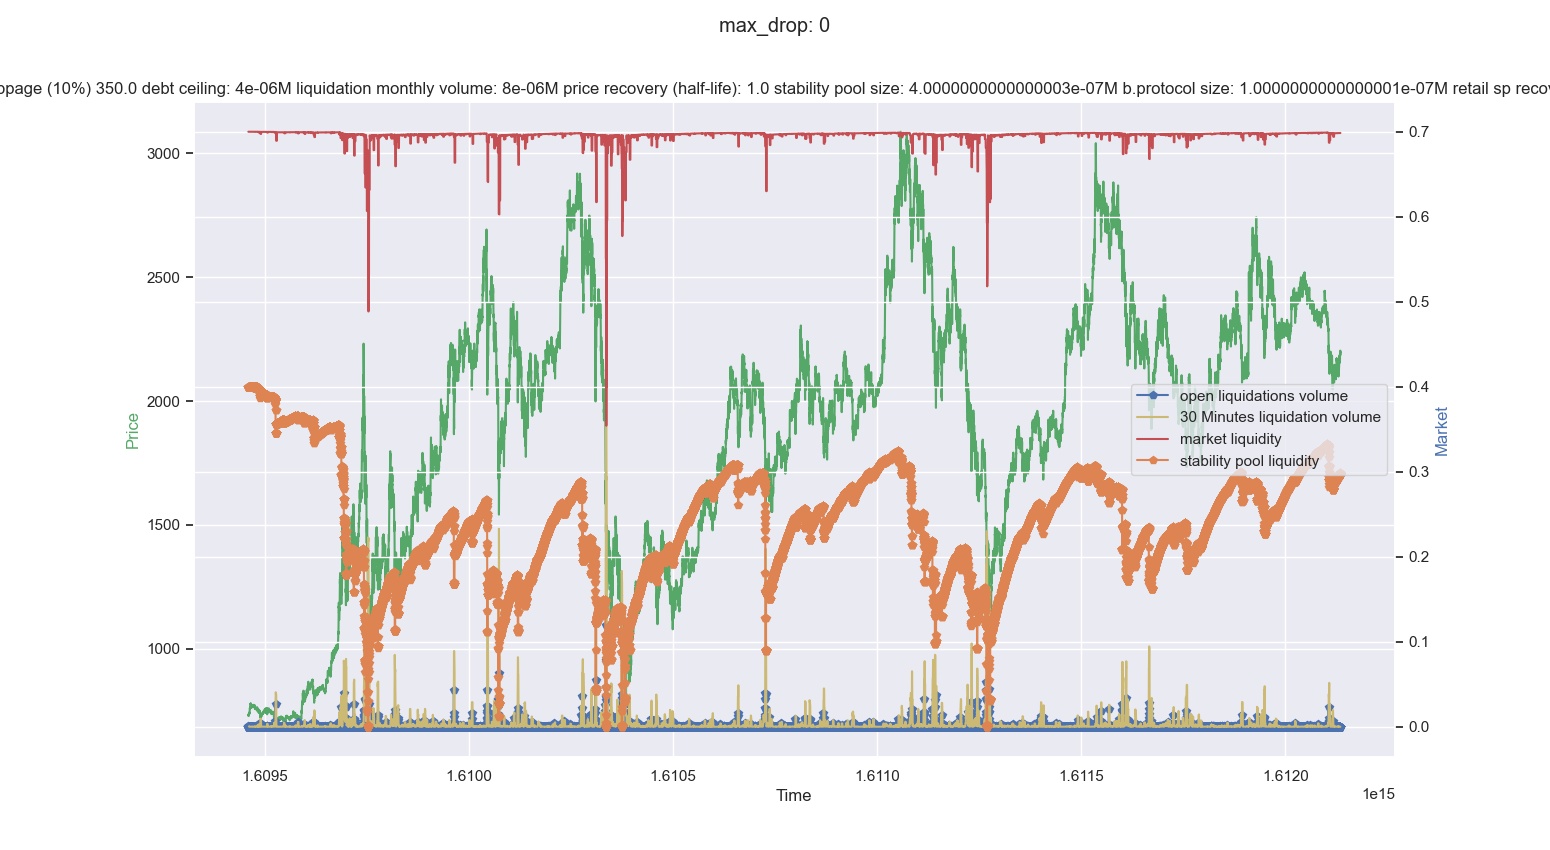 max_drop: 0
opage (10%) 350.0 debt ceiling: 4e-06M liquidation monthly volume: 8e-06M price recovery (half-life): 1.0 stability pool size: 4.0000000000000003e-07M b.protocol size: 1.0000000000000001e-07M retail sp recov
3000
2500
2000
1500
1000
Price
0.7
0.6
0.5
0.4
0.3
0.2
0.1
0.0
Market
open liquidations volume
30 Minutes liquidation volume
market liquidity
stability pool liquidity
1.6095
1.6100
1.6105
1.6110
1.6115
1.6120
Time
1e15